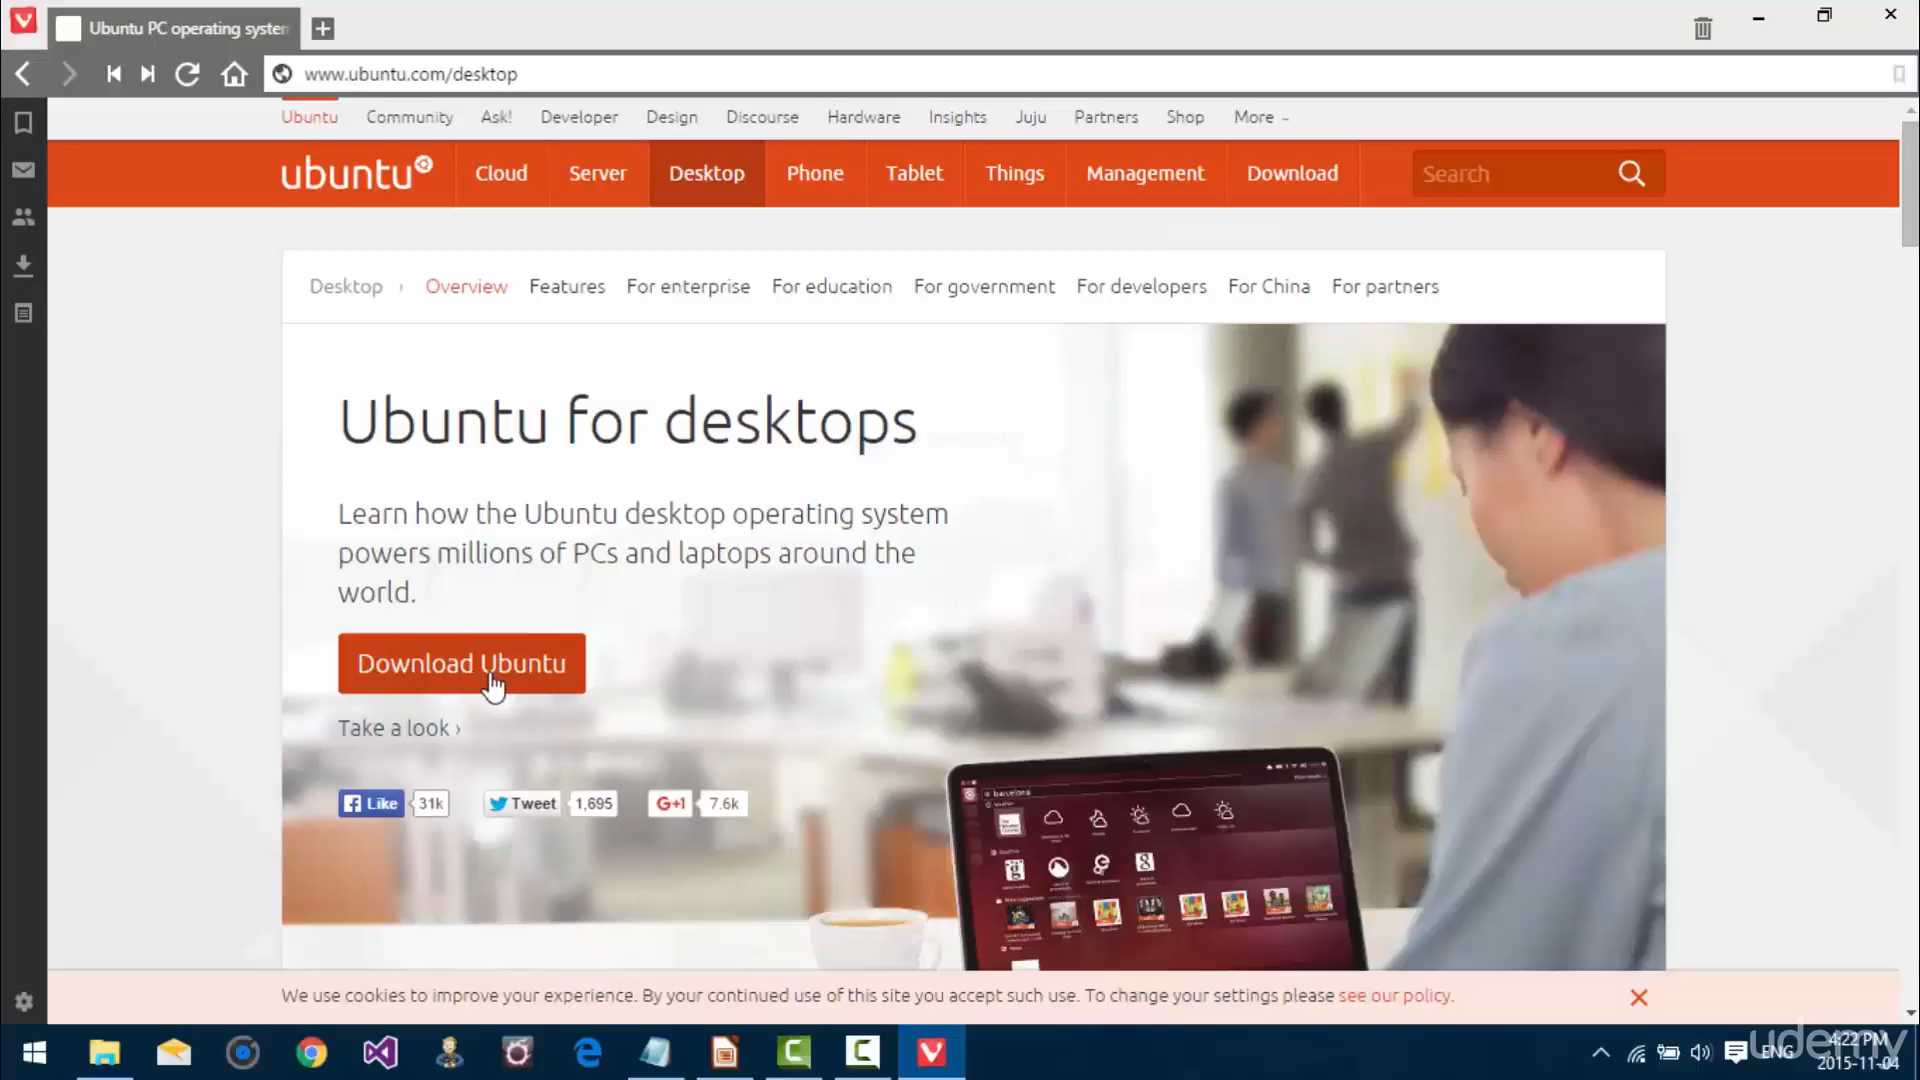 Ubuntu PC operating system
www.ubuntu.com/desktop
Ubuntu Community Ask! Developer Design Discourse Hardware Insights Juju Partners Shop More
ubuntu Cloud Server Desktop Phone Tablet Things Management Download Search
Desktop › Overview Features For enterprise For education For government For developers For China For partners
Ubuntu for desktops
Learn how the Ubuntu desktop operating system
powers millions of PCs and laptops around the
world.
Download Ubuntu
Take a look ›
Like 31k Tweet 1,695 G+1 7.6k
barcelona
We use cookies to improve your experience. By your continued use of this site you accept such use. To change your settings please see our policy.
ENG
4:22 PM
2015-11-04
udemy